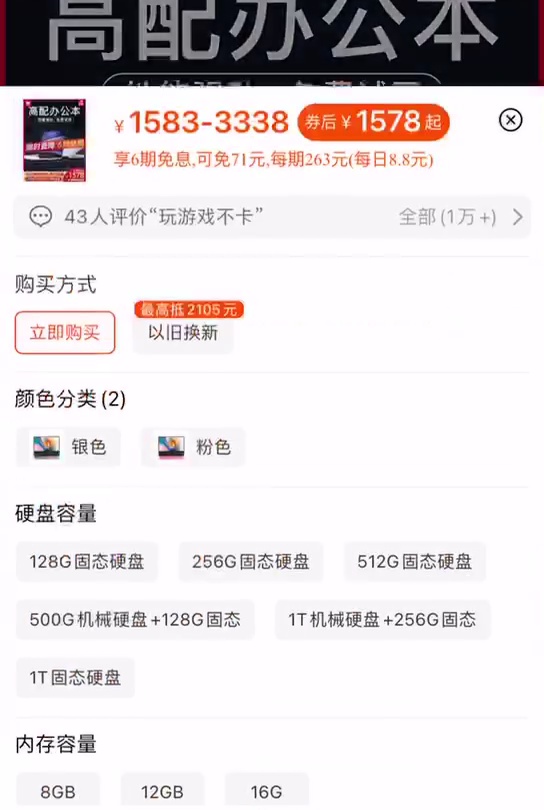 高配办公本
高配办公本
¥1583-3338 券后¥1578起
享6期免息,可免71元,每期263元(每日8.8元)
43人评价“玩游戏不卡” 全部(1万+)
购买方式
最高抵2105元
立即购买 以旧换新
颜色分类(2)
银色 粉色
硬盘容量
128G固态硬盘 256G固态硬盘 512G固态硬盘
500G机械硬盘+128G固态 1T机械硬盘+256G固态
1T固态硬盘
内存容量
8GB 12GB 16G